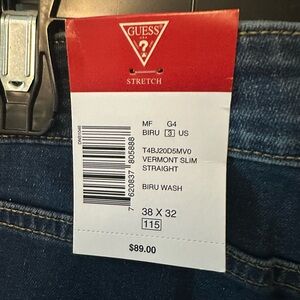 GUESS
?
STRETCH
MF G4
BIRU 3 US
T4BJ20D5MV0
VERMONT SLIM
STRAIGHT
BIRU WASH
38 X 32
115
$89.00
7 620837 805888